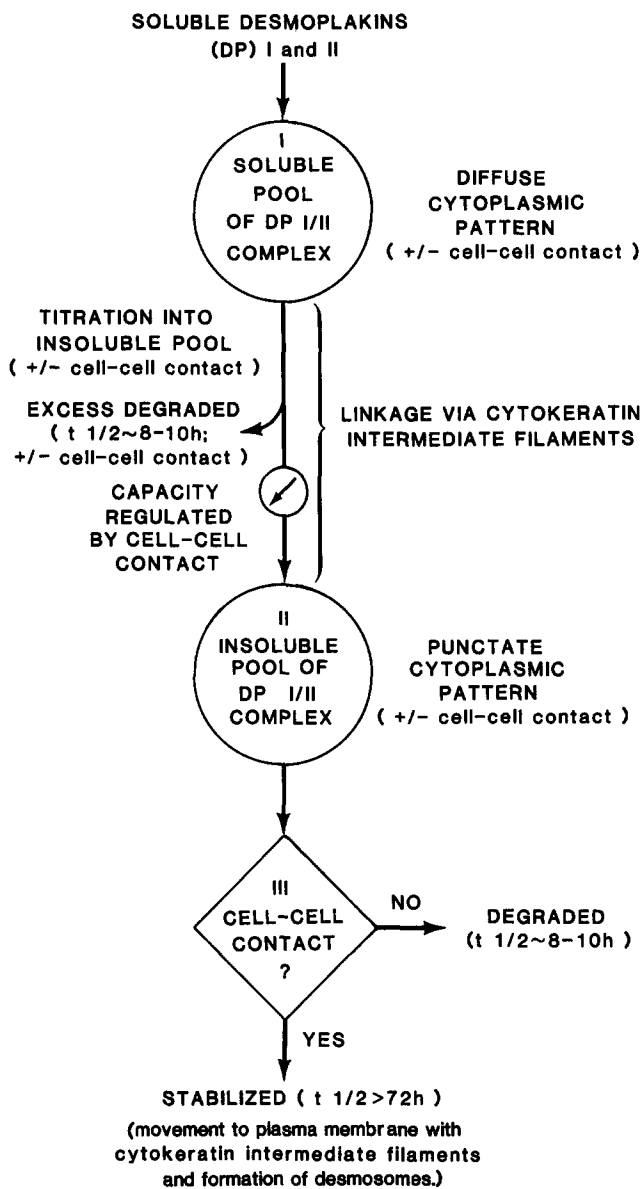 SOLUBLE DESMOPLAKINS
(DP) I and II
I
SOLUBLE
POOL
OF DP I/II
COMPLEX
DIFFUSE
CYTOPLASMIC
PATTERN
( +/- cell-cell contact )
TITRATION INTO
INSOLUBLE POOL
( +/- cell-cell contact )
EXCESS DEGRADED
( t 1/2~8-10h;
+/- cell-cell contact )
LINKAGE VIA CYTOKERATIN
INTERMEDIATE FILAMENTS
CAPACITY
REGULATED
BY CELL-CELL
CONTACT
II
INSOLUBLE
POOL OF
DP I/II
COMPLEX
PUNCTATE
CYTOPLASMIC
PATTERN
( +/- cell-cell contact )
III
CELL-CELL
CONTACT
?
NO
DEGRADED
(t 1/2~8-10h )
YES
STABILIZED ( t 1/2>72h )
(movement to plasma membrane with
cytokeratin intermediate filaments
and formation of desmosomes.)